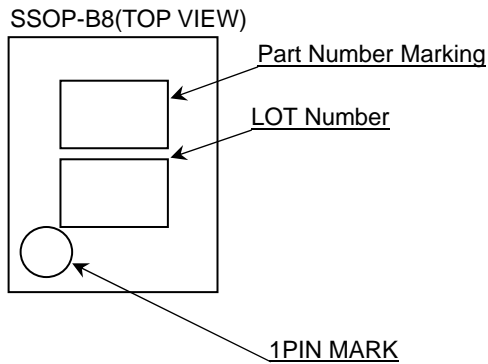 SSOP-B8(TOP VIEW)
Part Number Marking
LOT Number
1PIN MARK